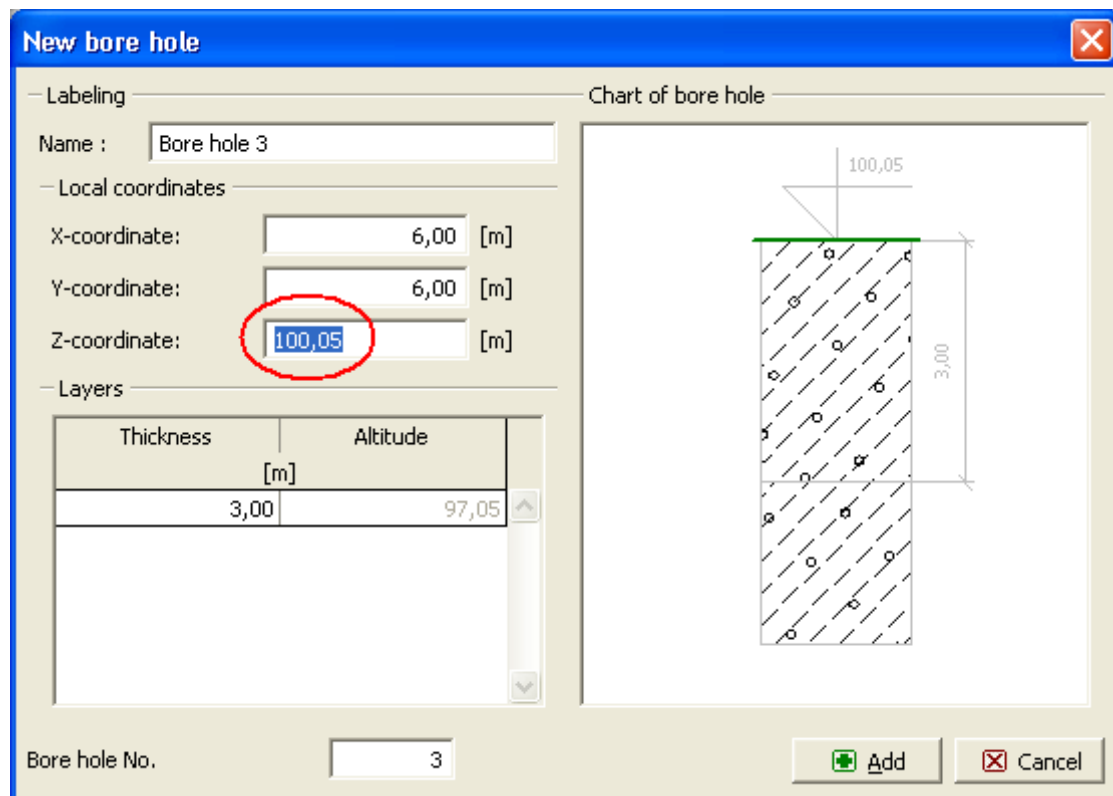 New bore hole
Labeling
Name :
Bore hole 3
Local coordinates
X-coordinate: 6,00 [m]
Y-coordinate: 6,00 [m]
Z-coordinate: 100,05 [m]
Layers
Thickness Altitude
[m]
3,00 97,05
Bore hole No. 3
Chart of bore hole
100,05
3,00
Add Cancel